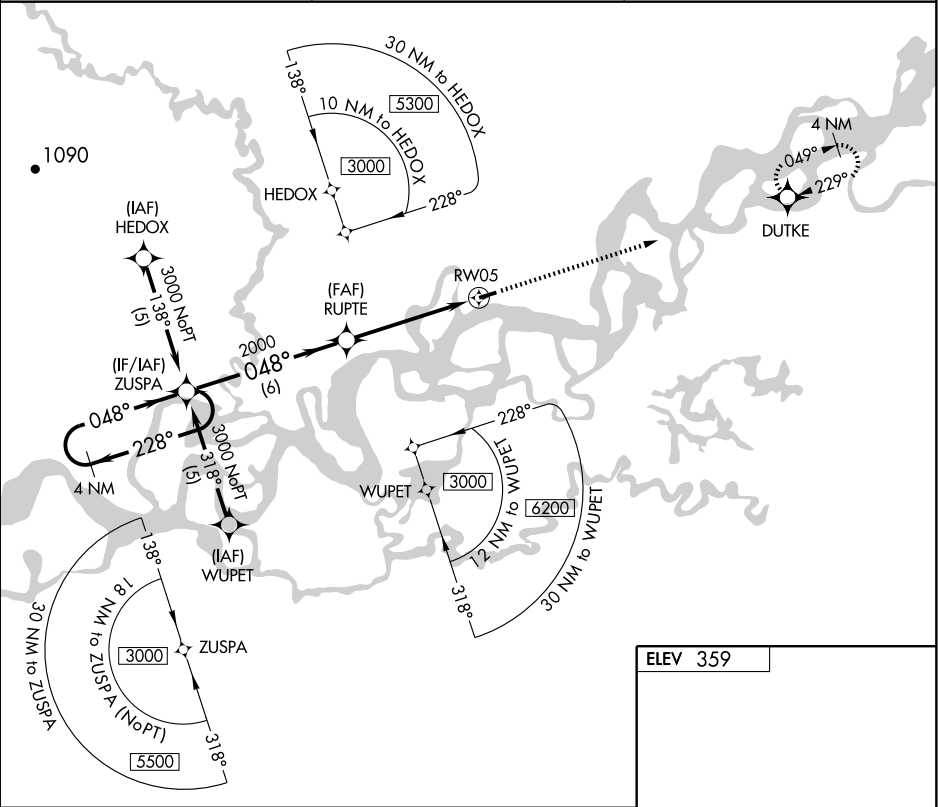 30 NM to HEDOX
5300
138°
10 NM to HEDOX
3000
HEDOX
228°
4 NM
049°
229°
DUTKE
1090
(IAF)
HEDOX
3000 NoPT
138°
(5)
RW05
(FAF)
RUPTE
(IF/IAF)
ZUSPA
2000
048°
(6)
048°
228°
4 NM
3000 NoPT
318°
(5)
(IAF)
WUPET
228°
WUPET
3000
12 NM to WUPET
6200
30 NM to WUPET
318°
138°
18 NM to ZUSPA (NoPT)
30 NM to ZUSPA
3000
ZUSPA
318°
5500
ELEV 359